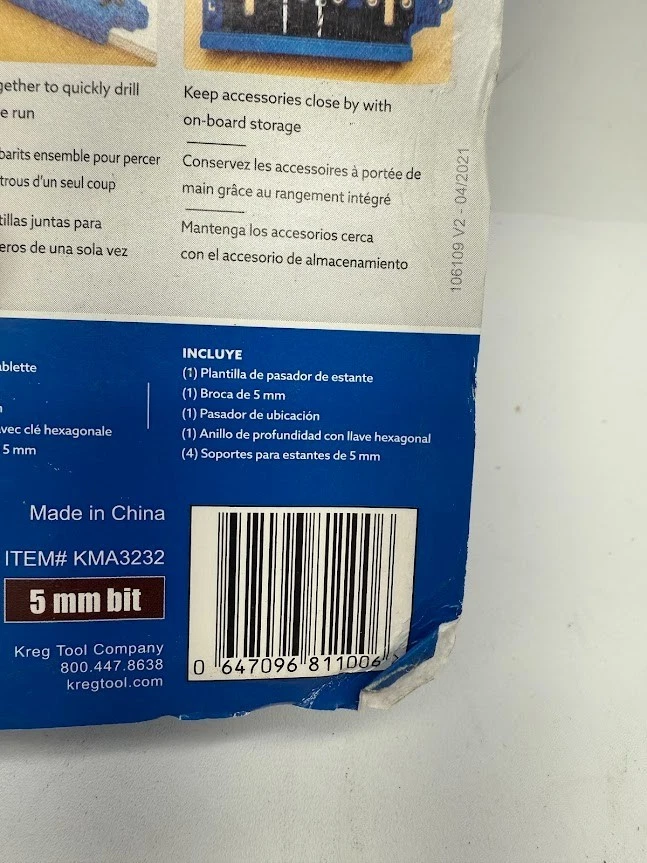 gether to quickly drill
e run
barits ensemble pour percer
trous d'un seul coup
tillas juntas para
eros de una sola vez
Keep accessories close by with
on-board storage
Conservez les accessoires à portée de
main grâce au rangement intégré
Mantenga los accesorios cerca
con el accesorio de almacenamiento
106109 V2 - 04/2021
ablette
avec clé hexagonale
5 mm
INCLUYE
(1) Plantilla de pasador de estante
(1) Broca de 5 mm
(1) Pasador de ubicación
(1) Anillo de profundidad con llave hexagonal
(4) Soportes para estantes de 5 mm
Made in China
ITEM# KMA3232
5 mm bit
Kreg Tool Company
800.447.8638
kregtool.com
0 647096 811006